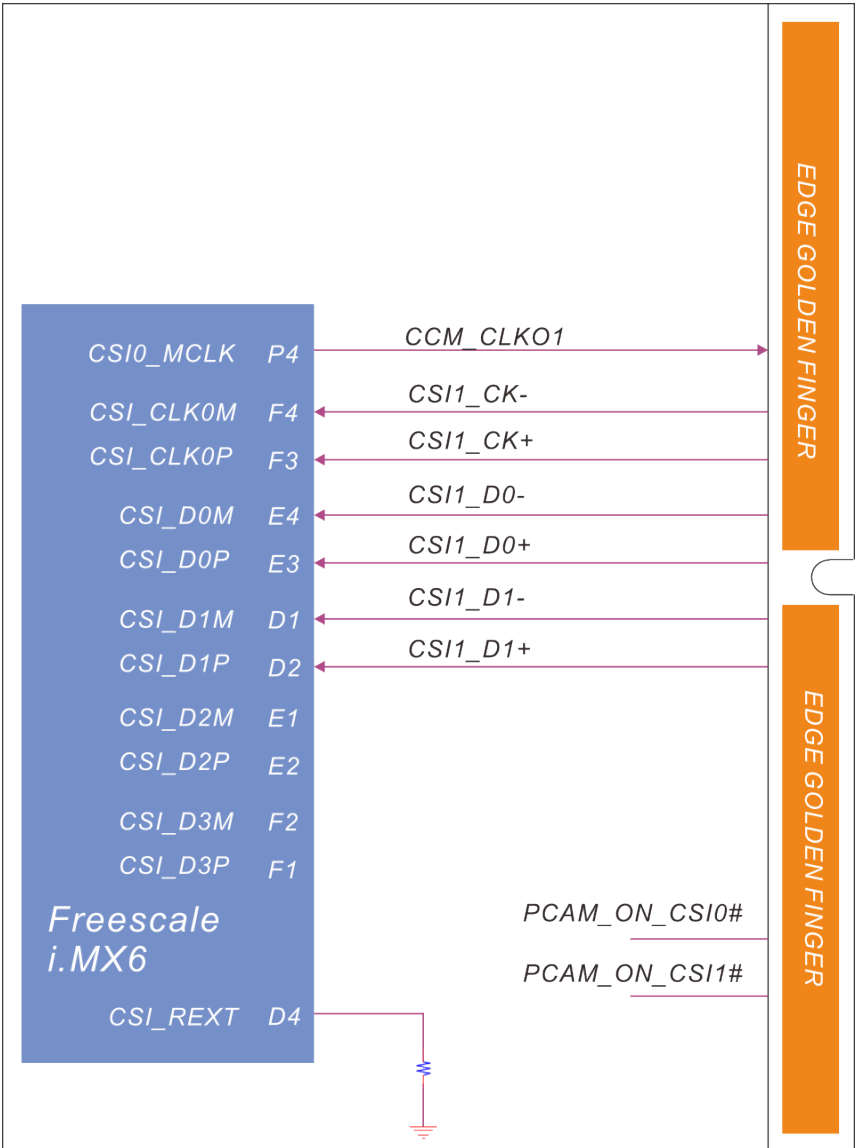 EDGE GOLDEN FINGER
CSI0_MCLK P4
CCM_CLKO1
CSI_CLK0M F4
CSI1_CK-
CSI_CLK0P F3
CSI1_CK+
CSI_D0M E4
CSI1_D0-
CSI_D0P E3
CSI1_D0+
CSI_D1M D1
CSI1_D1-
CSI_D1P D2
CSI1_D1+
CSI_D2M E1
CSI_D2P E2
CSI_D3M F2
CSI_D3P F1
Freescale
i.MX6
CSI_REXT D4
EDGE GOLDEN FINGER
PCAM_ON_CSI0#
PCAM_ON_CSI1#